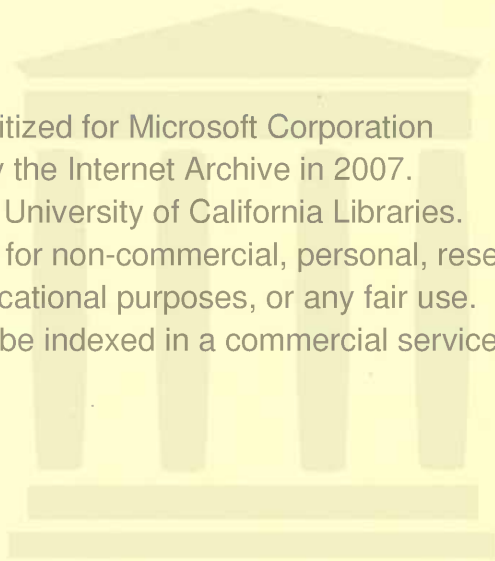 itized for Microsoft Corporation
y the Internet Archive in 2007.
University of California Libraries.
for non-commercial, personal, rese
cational purposes, or any fair use.
be indexed in a commercial service